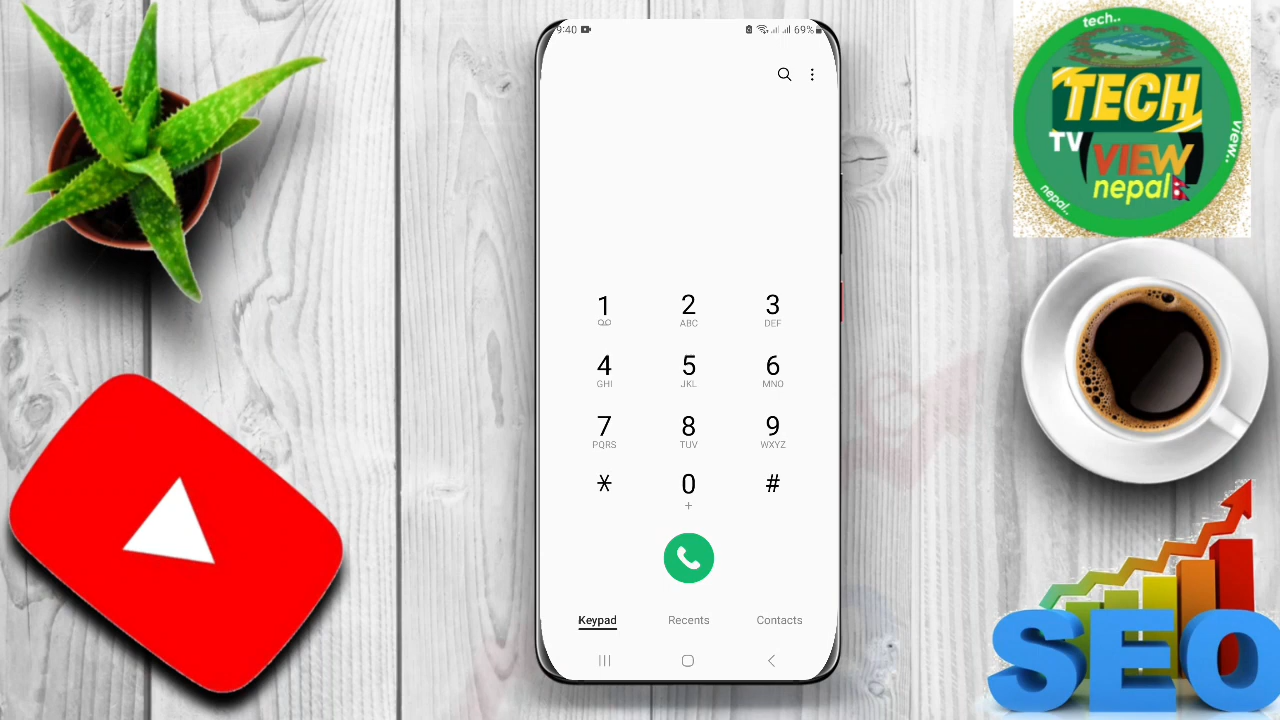 9:40
69%
1 2 3
ABC DEF
4 5 6
GHI JKL MNO
7 8 9
PQRS TUV WXYZ
* 0 #
+
Keypad Recents Contacts
tech..
TECH
TV
VIEW
nepal
view..
nepal..
SEO